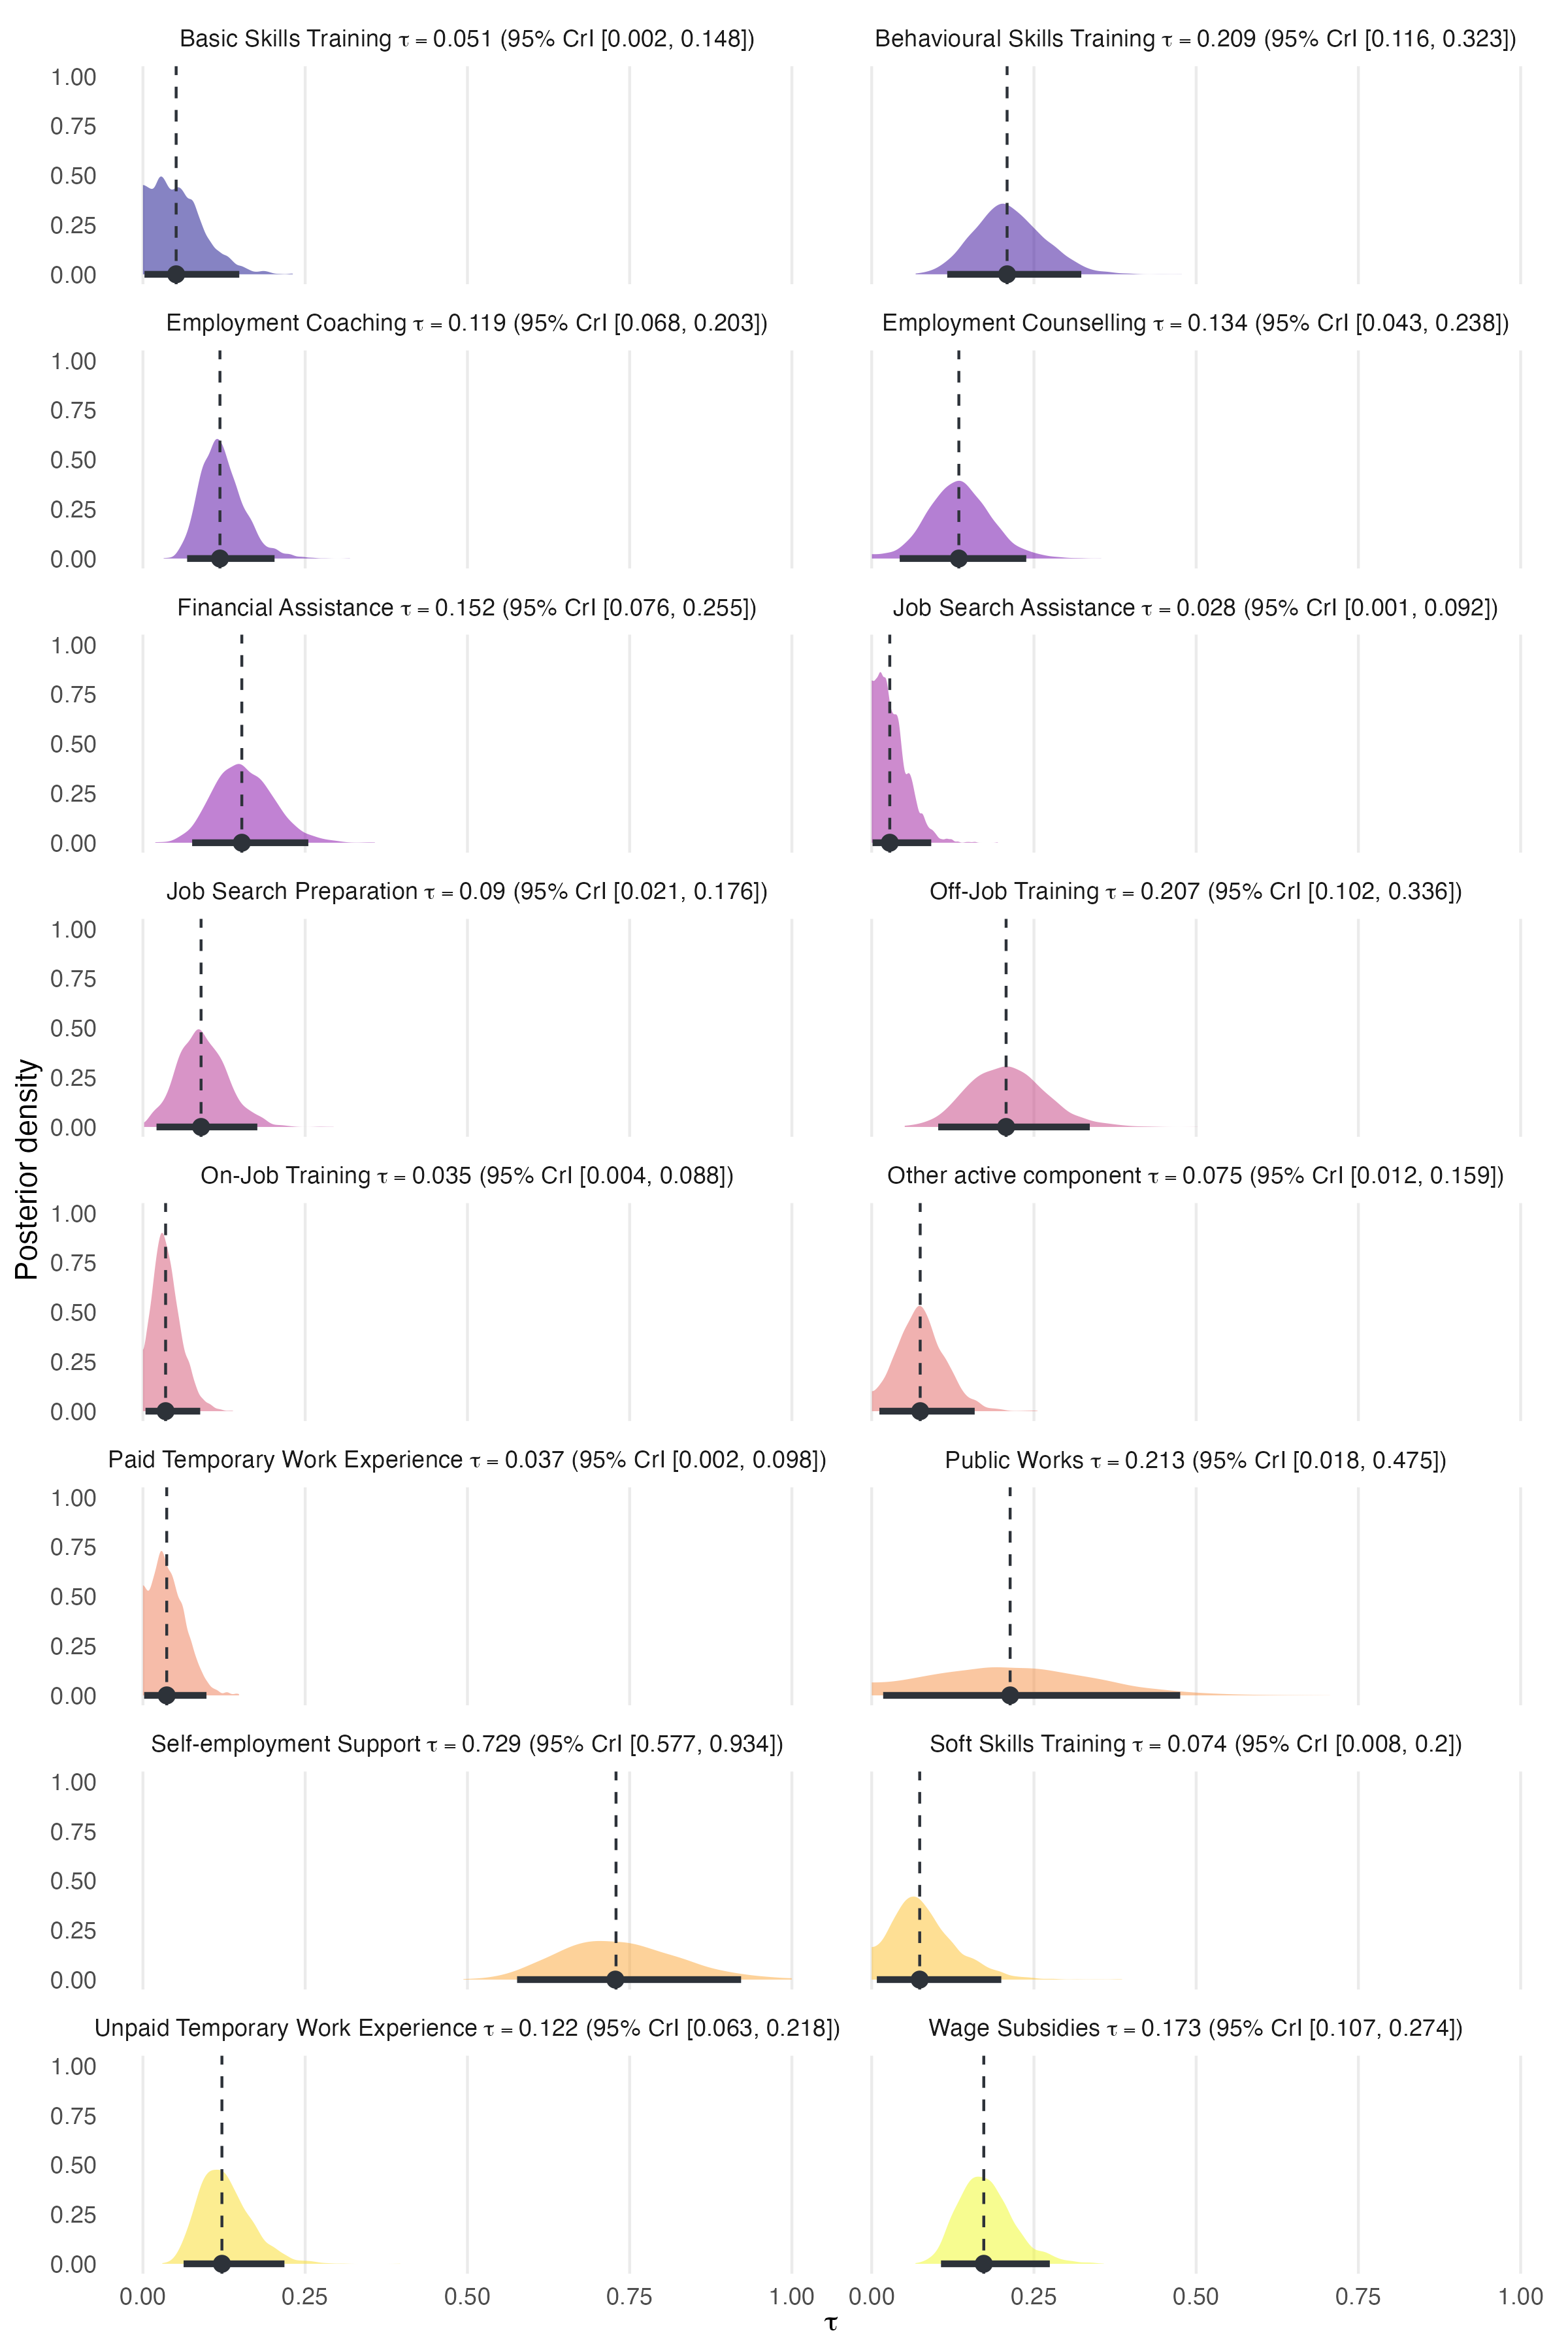 Basic Skills Training τ = 0.051 (95% CrI [0.002, 0.148])
Behavioural Skills Training τ = 0.209 (95% CrI [0.116, 0.323])
1.00
0.75
0.50
0.25
0.00
Employment Coaching τ = 0.119 (95% CrI [0.068, 0.203])
Employment Counselling τ = 0.134 (95% CrI [0.043, 0.238])
1.00
0.75
0.50
0.25
0.00
Financial Assistance τ = 0.152 (95% CrI [0.076, 0.255])
Job Search Assistance τ = 0.028 (95% CrI [0.001, 0.092])
1.00
0.75
0.50
0.25
0.00
Job Search Preparation τ = 0.09 (95% CrI [0.021, 0.176])
Off-Job Training τ = 0.207 (95% CrI [0.102, 0.336])
1.00
0.75
0.50
0.25
0.00
Posterior density
On-Job Training τ = 0.035 (95% CrI [0.004, 0.088])
Other active component τ = 0.075 (95% CrI [0.012, 0.159])
1.00
0.75
0.50
0.25
0.00
Paid Temporary Work Experience τ = 0.037 (95% CrI [0.002, 0.098])
Public Works τ = 0.213 (95% CrI [0.018, 0.475])
1.00
0.75
0.50
0.25
0.00
Self-employment Support τ = 0.729 (95% CrI [0.577, 0.934])
Soft Skills Training τ = 0.074 (95% CrI [0.008, 0.2])
1.00
0.75
0.50
0.25
0.00
Unpaid Temporary Work Experience τ = 0.122 (95% CrI [0.063, 0.218])
Wage Subsidies τ = 0.173 (95% CrI [0.107, 0.274])
1.00
0.75
0.50
0.25
0.00
0.00 0.25 0.50 0.75 1.00
0.00 0.25 0.50 0.75 1.00
τ